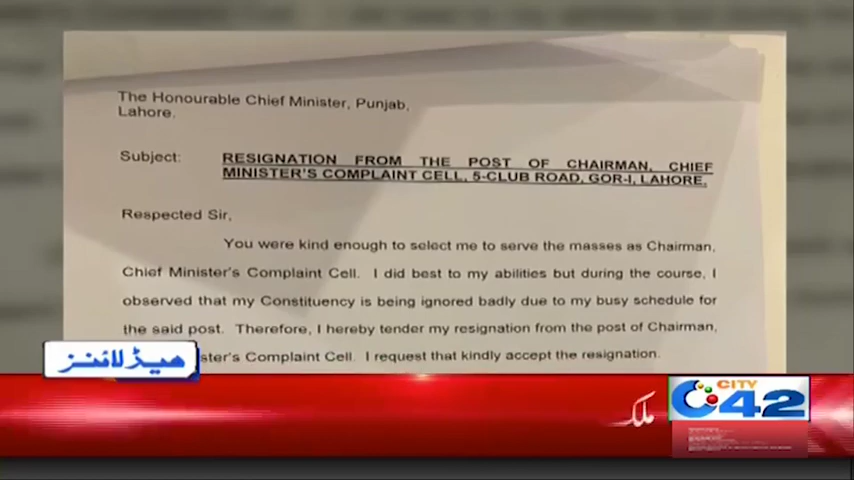 The Honourable Chief Minister, Punjab,
Lahore.
Subject: RESIGNATION FROM THE POST OF CHAIRMAN, CHIEF
MINISTER'S COMPLAINT CELL, 5-CLUB ROAD, GOR-I, LAHORE.
Respected Sir,
You were kind enough to select me to serve the masses as Chairman,
Chief Minister's Complaint Cell. I did best to my abilities but during the course, I
observed that my Constituency is being ignored badly due to my busy schedule for
the said post. Therefore, I hereby tender my resignation from the post of Chairman,
ster's Complaint Cell. I request that kindly accept the resignation.
ھیڈلائنز
ملک
CITY
42